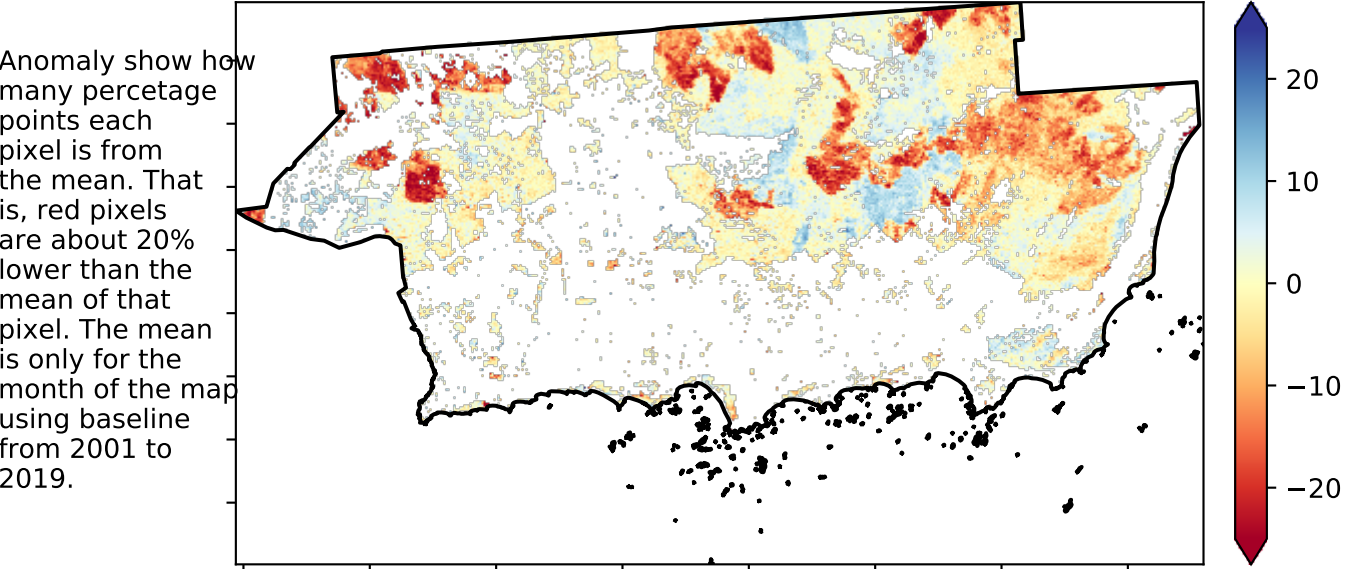 Anomaly show how
many percetage
points each
pixel is from
the mean. That
is, red pixels
are about 20%
lower than the
mean of that
pixel. The mean
is only for the
month of the map
using baseline
from 2001 to
2019.
20
10
0
−10
−20